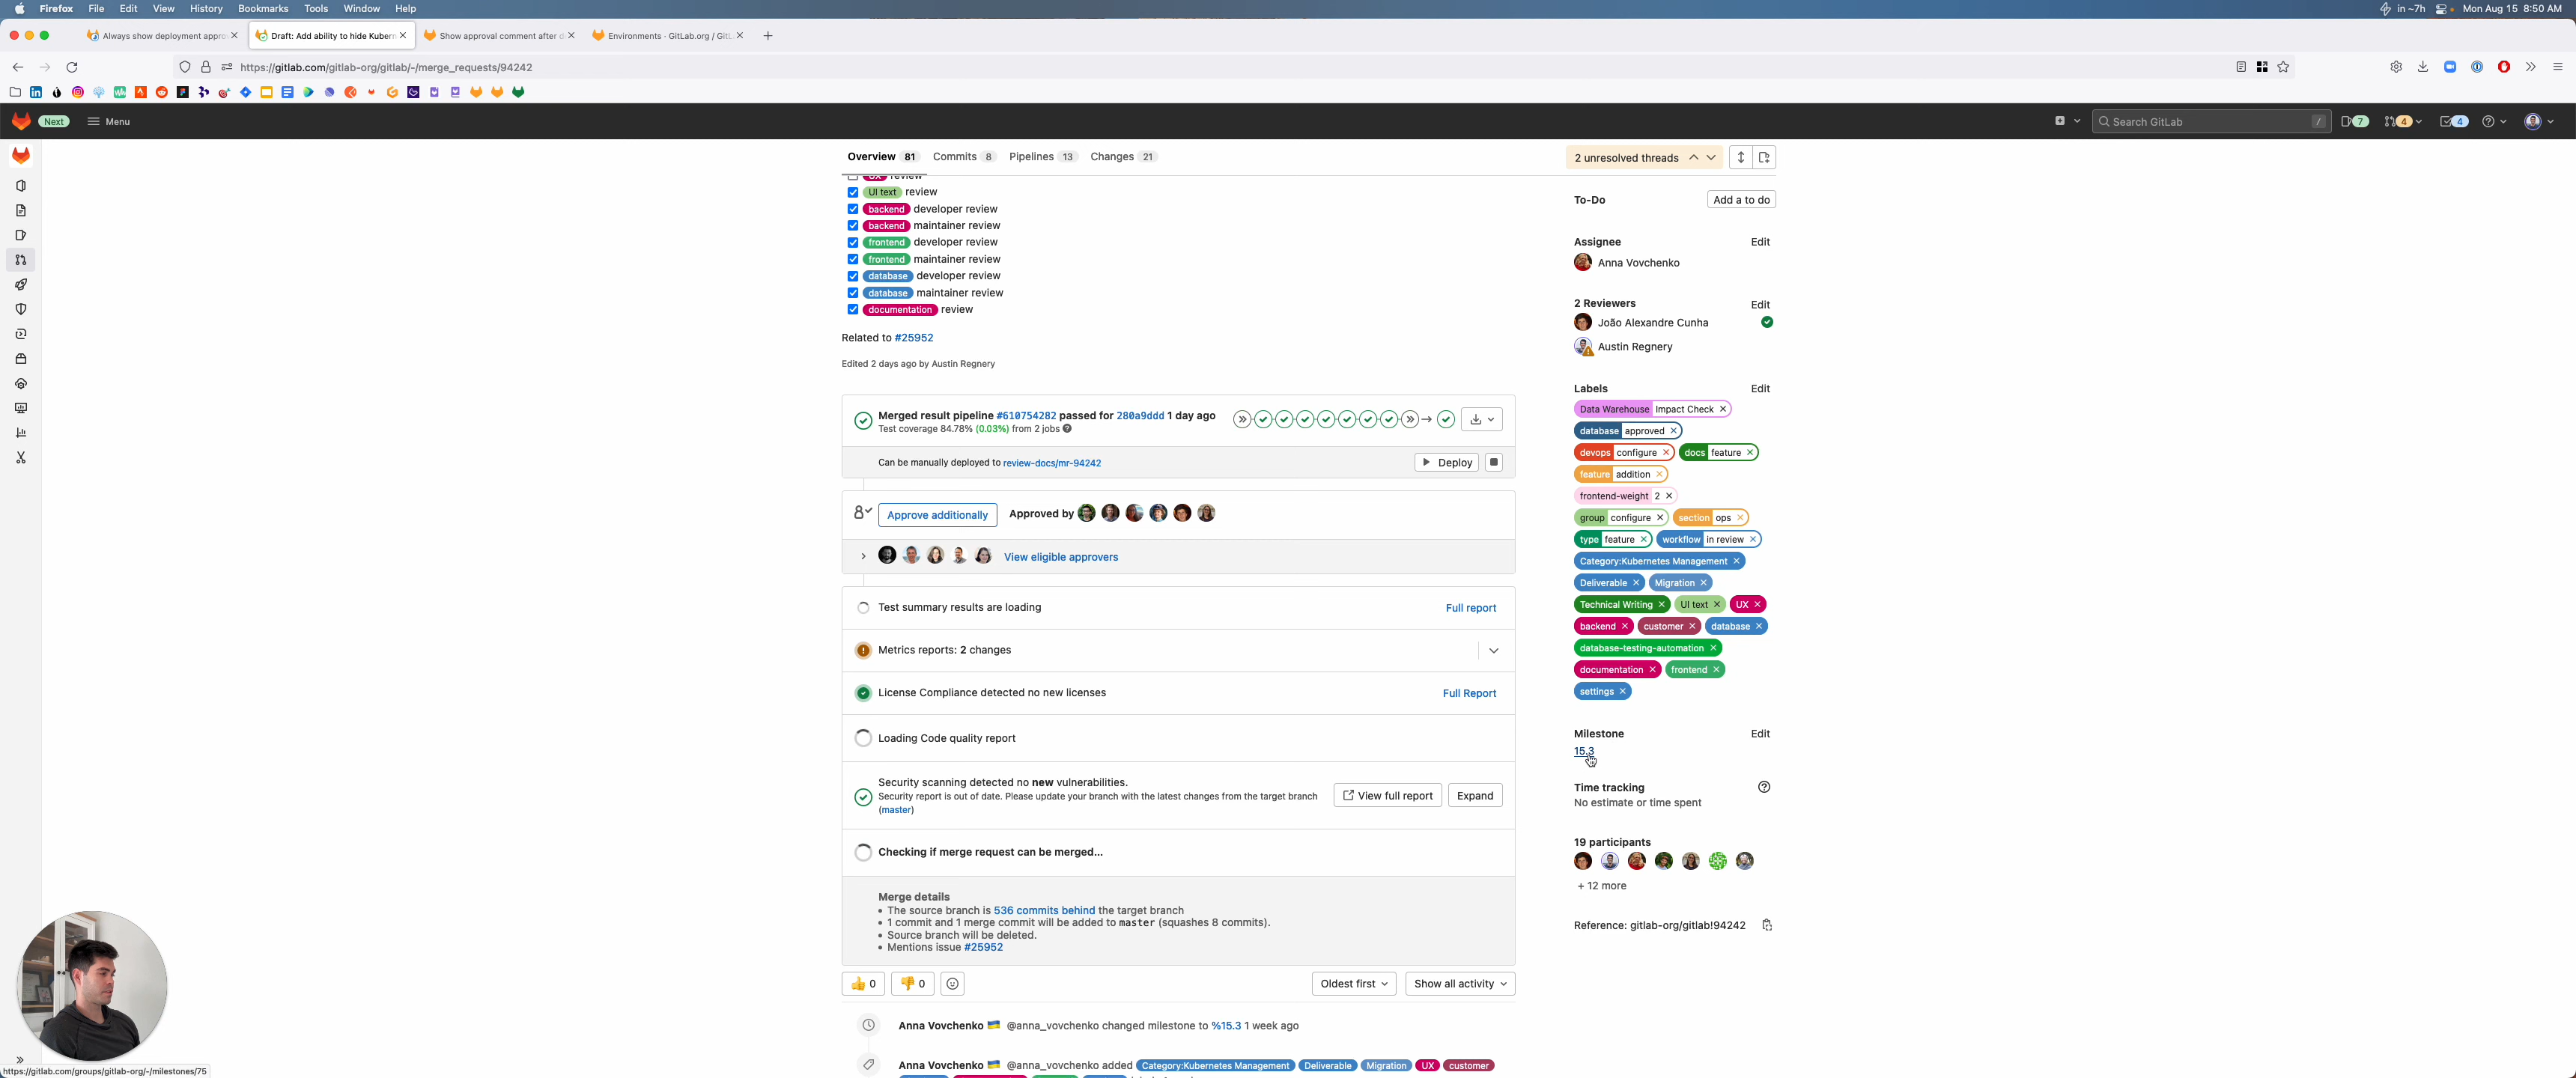 Firefox File Edit View History Bookmarks Tools Window Help
in ~7h Mon Aug 15 8:50 AM
Always show deployment appro
Draft: Add ability to hide Kubern
Show approval comment after d
Environments · GitLab.org / GitL
https://gitlab.com/gitlab-org/gitlab/-/merge_requests/94242
Next Menu
Search GitLab /
7 4 4
Overview 81 Commits 8 Pipelines 13 Changes 21
2 unresolved threads
UX review
UI text review
backend developer review
backend maintainer review
frontend developer review
frontend maintainer review
database developer review
database maintainer review
documentation review
Related to #25952
Edited 2 days ago by Austin Regnery
Merged result pipeline #610754282 passed for 280a9ddd 1 day ago
Test coverage 84.78% (0.03%) from 2 jobs
Can be manually deployed to review-docs/mr-94242
Deploy
Approve additionally Approved by
View eligible approvers
Test summary results are loading Full report
Metrics reports: 2 changes
License Compliance detected no new licenses Full Report
Loading Code quality report
Security scanning detected no new vulnerabilities.
Security report is out of date. Please update your branch with the latest changes from the target branch
(master)
View full report Expand
Checking if merge request can be merged...
Merge details
• The source branch is 536 commits behind the target branch
• 1 commit and 1 merge commit will be added to master (squashes 8 commits).
• Source branch will be deleted.
• Mentions issue #25952
0 0
Oldest first Show all activity
Anna Vovchenko @anna_vovchenko changed milestone to %15.3 1 week ago
Anna Vovchenko @anna_vovchenko added Category:Kubernetes Management Deliverable Migration UX customer
To-Do Add a to do
Assignee Edit
Anna Vovchenko
2 Reviewers Edit
João Alexandre Cunha
Austin Regnery
Labels Edit
Data Warehouse Impact Check
database approved
devops configure docs feature
feature addition
frontend-weight 2
group configure section ops
type feature workflow in review
Category:Kubernetes Management
Deliverable Migration
Technical Writing UI text UX
backend customer database
database-testing-automation
documentation frontend
settings
Milestone Edit
15.3
Time tracking
No estimate or time spent
19 participants
+ 12 more
Reference: gitlab-org/gitlab!94242
https://gitlab.com/groups/gitlab-org/-/milestones/75